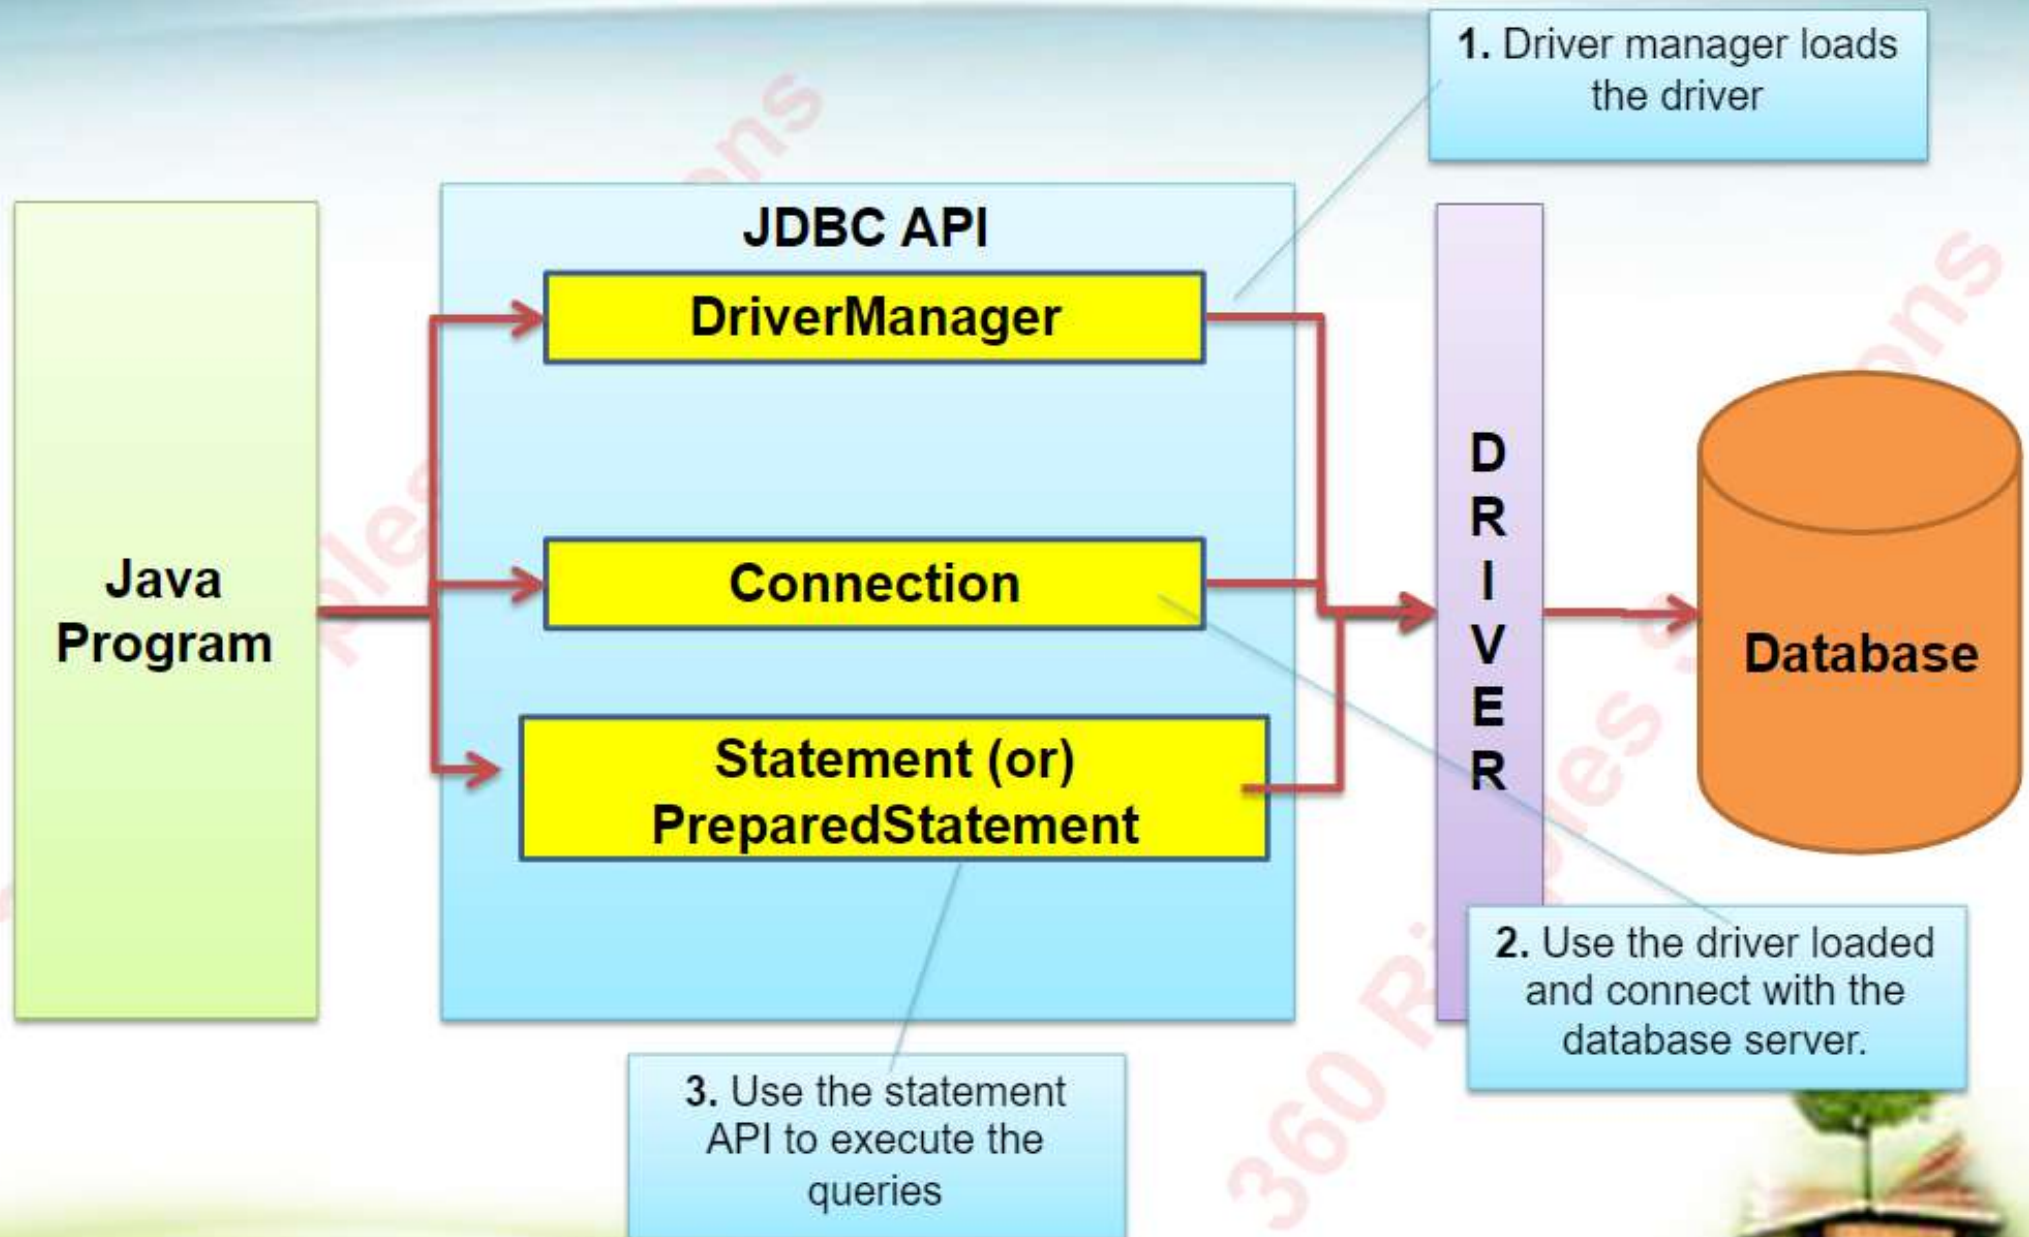 1. Driver manager loads
the driver
JDBC API
DriverManager
Connection
Statement (or)
PreparedStatement
Java
Program
D
R
I
V
E
R
Database
2. Use the driver loaded
and connect with the
database server.
3. Use the statement
API to execute the
queries
360